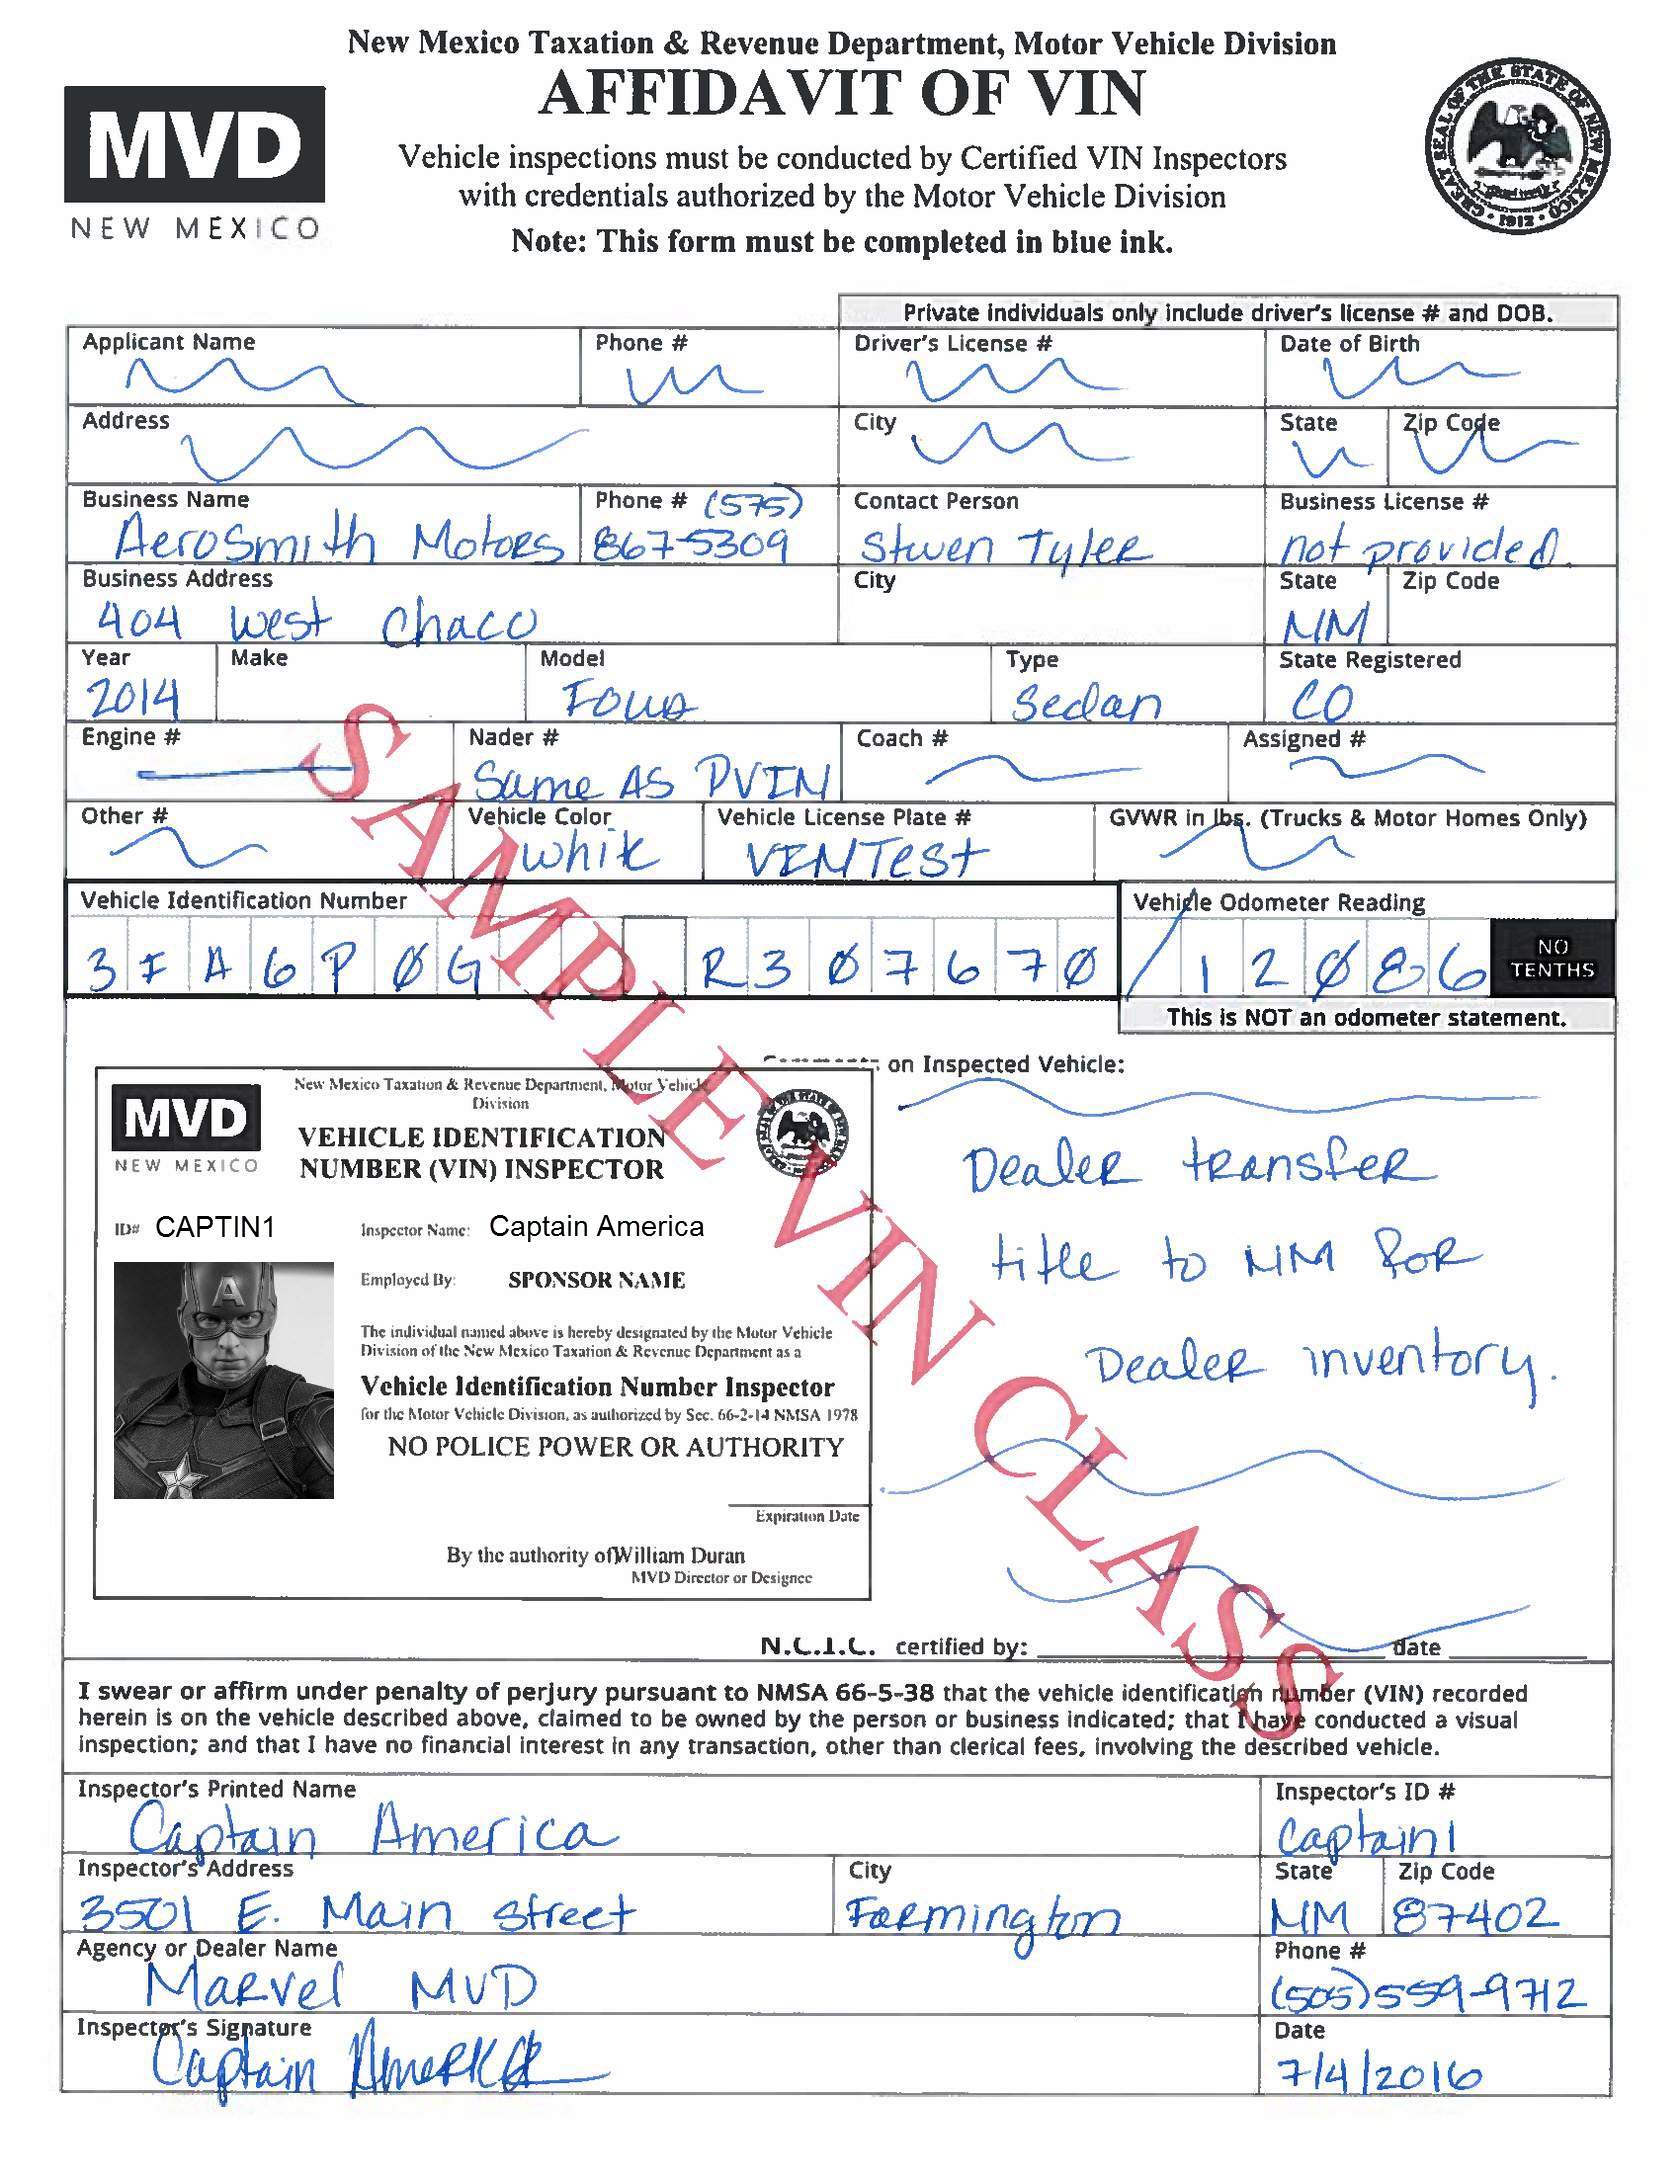 New Mexico Taxation & Revenue Department, Motor Vehicle Division
AFFIDAVIT OF VIN
MVD
NEW MEXICO
Vehicle inspections must be conducted by Certified VIN Inspectors
with credentials authorized by the Motor Vehicle Division
Note: This form must be completed in blue ink.
GREAT SEAL OF THE STATE OF NEW MEXICO • 1912 •
Private individuals only include driver's license # and DOB.
Applicant Name Phone # Driver's License # Date of Birth
Address City State Zip Code
Business Name Phone # (575) Contact Person Business License #
AeroSmith Motors 867-5309 Stven Tyler not provided.
Business Address City State Zip Code
404 West Chaco NM
Year Make Model Type State Registered
2014 Sedan CO
Engine # Nader # Coach # Assigned #
Same AS PVIN
Other # Vehicle Color Vehicle License Plate # GVWR in lbs. (Trucks & Motor Homes Only)
White VINTest
Vehicle Identification Number Vehicle Odometer Reading
3 F A 6 P 0 G R 3 0 7 6 7 0 / 1 2 0 8 6 NO TENTHS
This is NOT an odometer statement.
on Inspected Vehicle:
Dealer transfer
title to NM for
Dealer inventory.
New Mexico Taxation & Revenue Department, Motor Vehicle
Division
MVD
NEW MEXICO
VEHICLE IDENTIFICATION
NUMBER (VIN) INSPECTOR
ID# CAPTIN1 Inspector Name: Captain America
Employed By: SPONSOR NAME
The individual named above is hereby designated by the Motor Vehicle
Division of the New Mexico Taxation & Revenue Department as a
Vehicle Identification Number Inspector
for the Motor Vehicle Division, as authorized by Sec. 66-2-14 NMSA 1978
NO POLICE POWER OR AUTHORITY
Expiration Date
By the authority of William Duran
MVD Director or Designee
SAMPLE VIN CLASS
N.C.I.C. certified by: date
I swear or affirm under penalty of perjury pursuant to NMSA 66-5-38 that the vehicle identification number (VIN) recorded
herein is on the vehicle described above, claimed to be owned by the person or business indicated; that I have conducted a visual
inspection; and that I have no financial interest in any transaction, other than clerical fees, involving the described vehicle.
Inspector's Printed Name Inspector's ID #
Captain America Captain1
Inspector's Address City State Zip Code
3501 E. Main Street Farmington NM 87402
Agency or Dealer Name Phone #
Marvel MVD (505)559-9712
Inspector's Signature Date
Captain America 7/4/2016